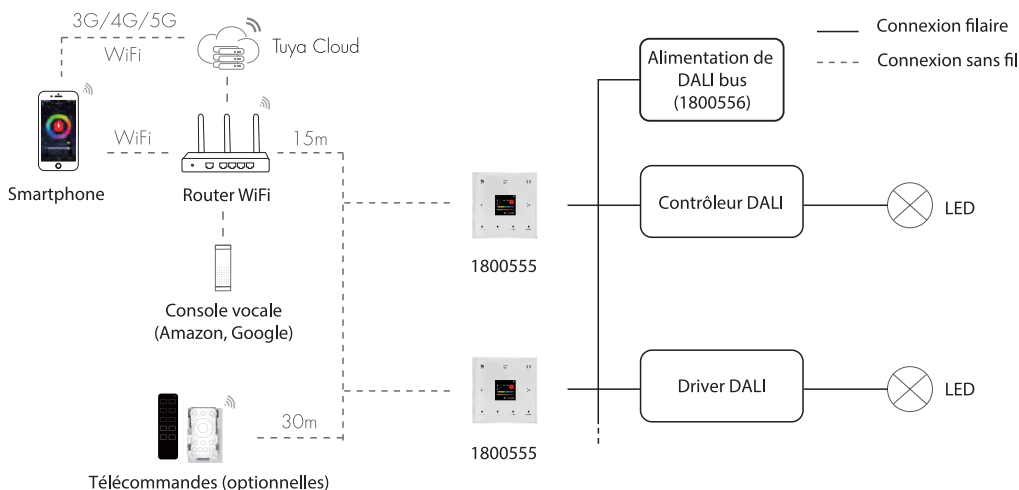 3G/4G/5G
WiFi
Tuya Cloud
Alimentation de
DALI bus
(1800556)
Connexion filaire
Connexion sans fil
WiFi
15m
Smartphone
Router WiFi
Contrôleur DALI
LED
1800555
Console vocale
(Amazon, Google)
Driver DALI
LED
30m
1800555
Télécommandes (optionnelles)